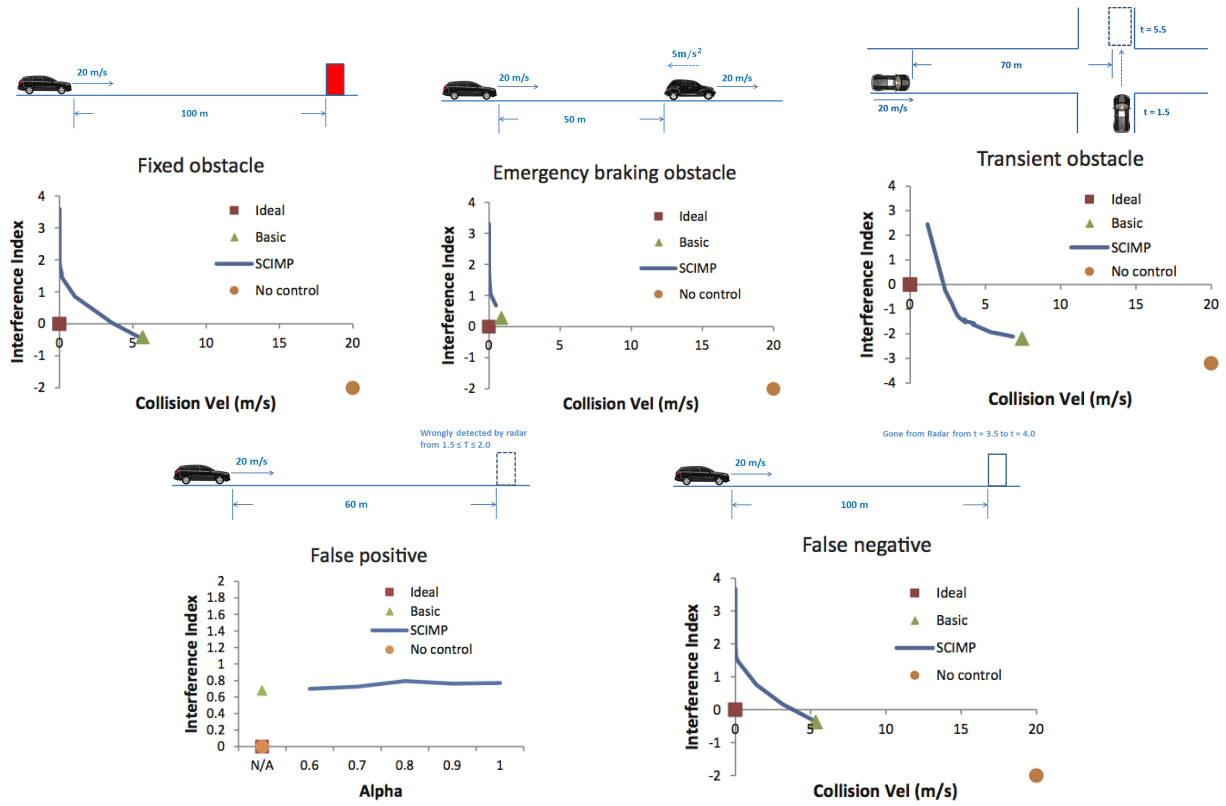 20 m/s
100 m
Fixed obstacle
4
3
2
1
0
-1
-2
0
5
10
15
20
Interference Index
Ideal
Basic
SCIMP
No control
Collision Vel (m/s)
5m/s²
20 m/s
20 m/s
50 m
Emergency braking obstacle
4
3
2
1
0
-1
-2
0
5
10
15
20
Interference Index
Ideal
Basic
SCIMP
No control
Collision Vel (m/s)
t = 5.5
70 m
20 m/s
t = 1.5
Transient obstacle
4
3
2
1
0
-1
-2
-3
-4
0
5
10
15
20
Interference Index
Ideal
Basic
SCIMP
No control
Collision Vel (m/s)
Wrongly detected by radar
from 1.5 ≤ T ≤ 2.0
20 m/s
60 m
False positive
2
1.8
1.6
1.4
1.2
1
0.8
0.6
0.4
0.2
0
N/A
0.6
0.7
0.8
0.9
1
Interference Index
Ideal
Basic
SCIMP
No control
Alpha
Gone from Radar from t = 3.5 to t = 4.0
20 m/s
100 m
False negative
4
3
2
1
0
-1
-2
0
5
10
15
20
Interference Index
Ideal
Basic
SCIMP
No control
Collision Vel (m/s)